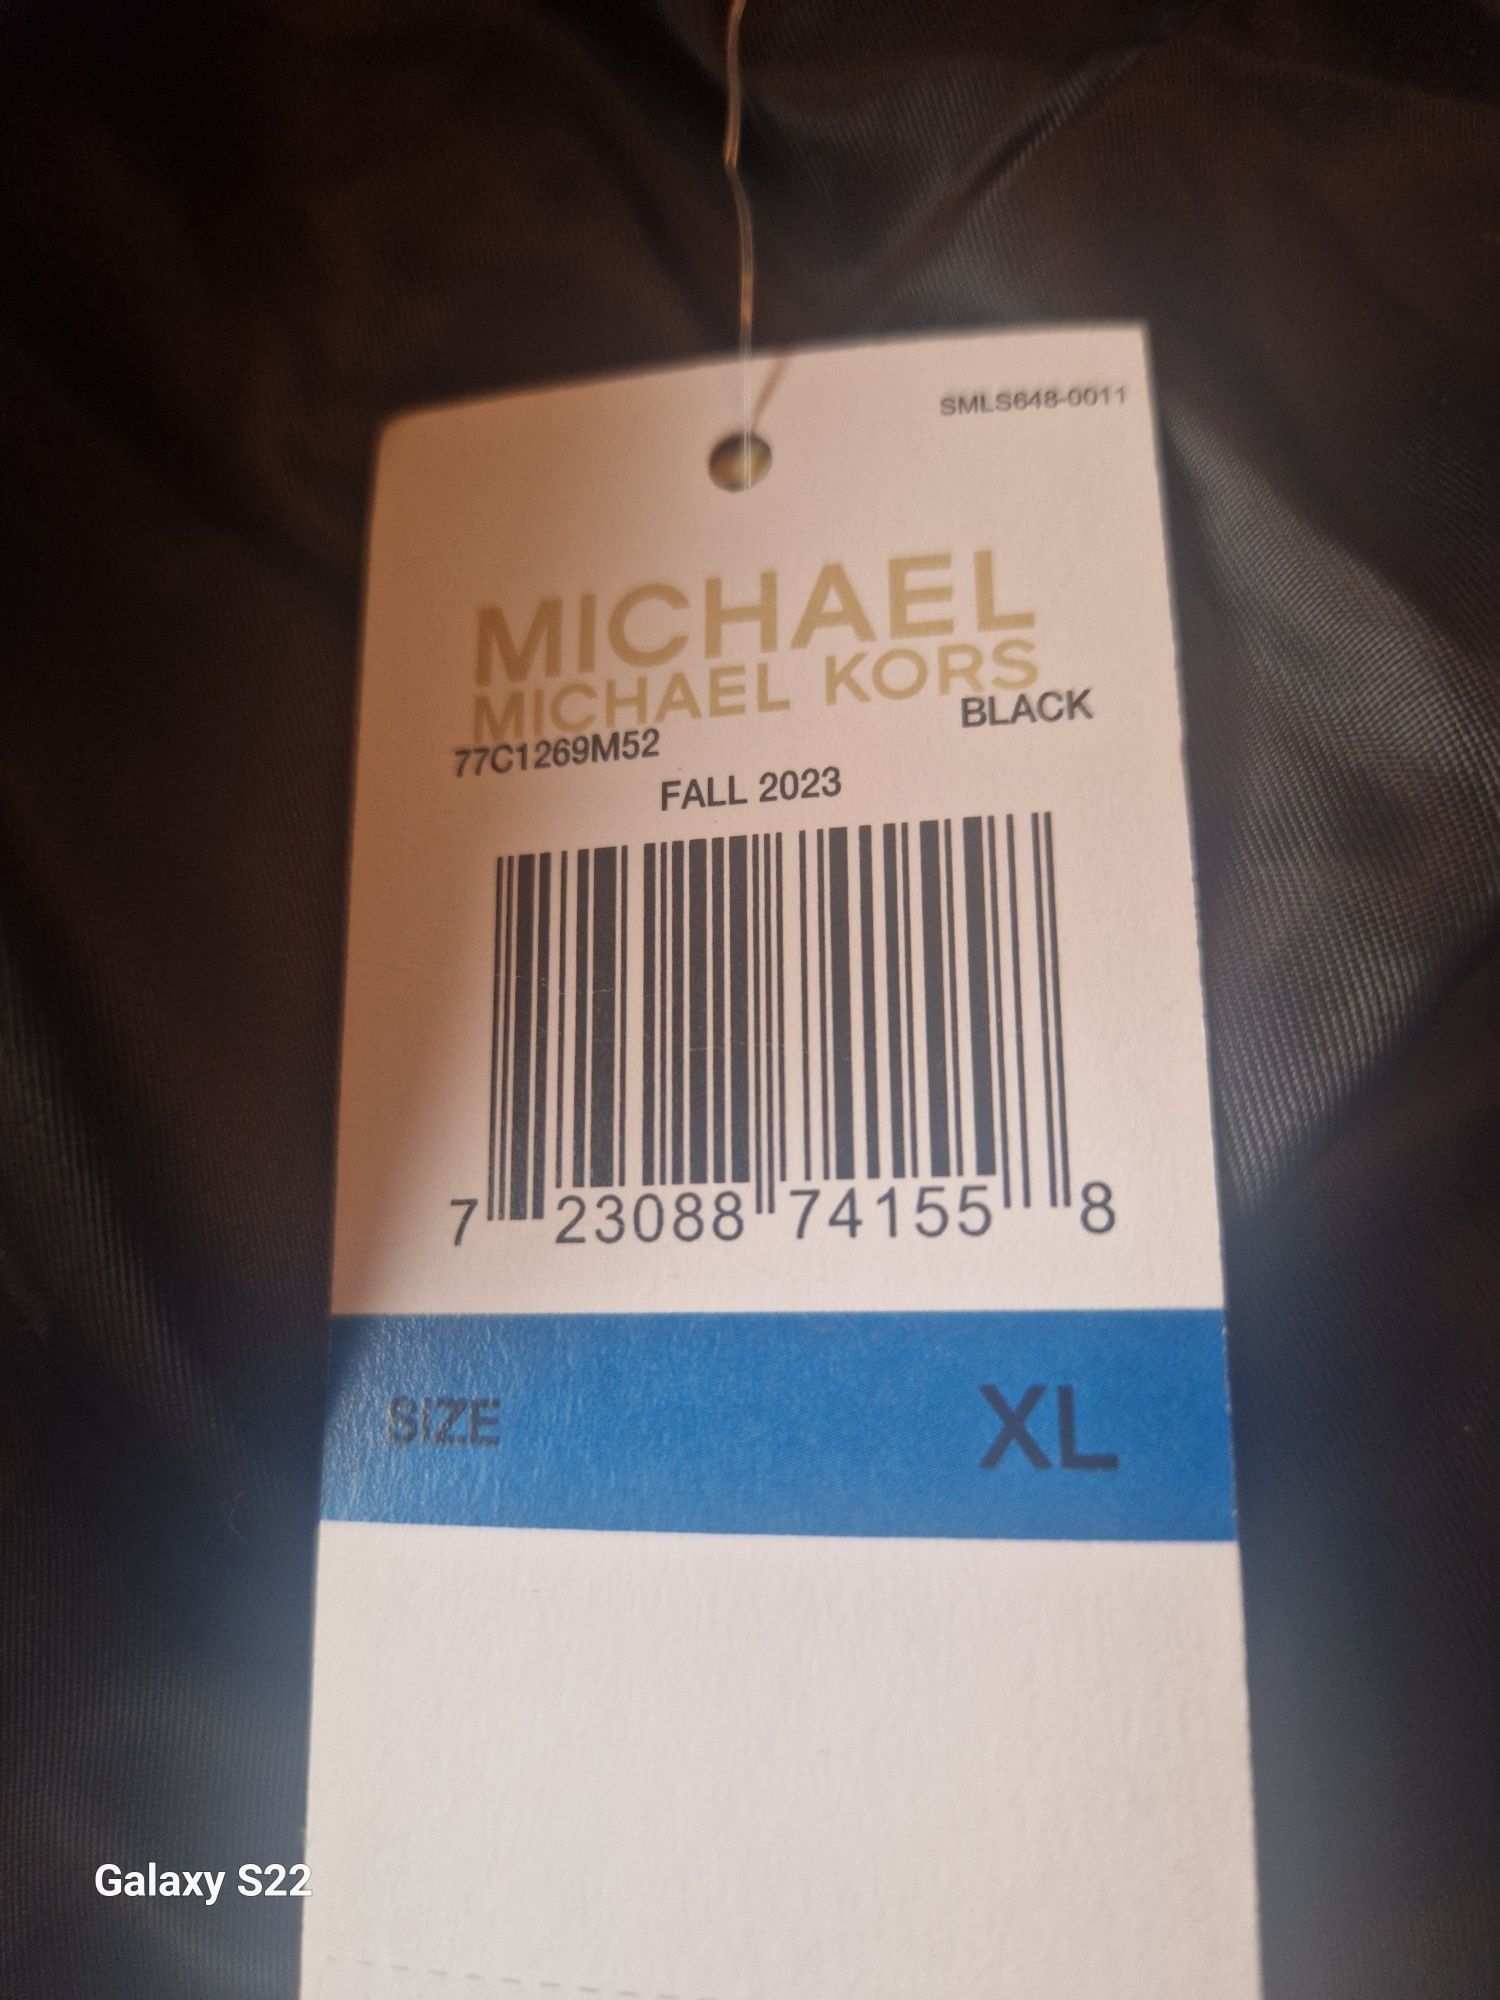 SMLS648-0011
MICHAEL
MICHAEL KORS
BLACK
77C1269M52
FALL 2023
7 23088 74155 8
SIZE XL
Galaxy S22